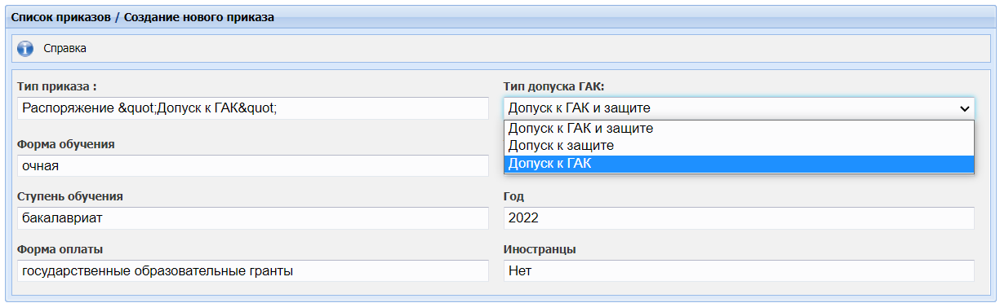 Список приказов / Создание нового приказа
Справка
Тип приказа :
Распоряжение &quot;Допуск к ГАК&quot;
Тип допуска ГАК:
Допуск к ГАК и защите
Допуск к ГАК и защите
Допуск к защите
Допуск к ГАК
Форма обучения
очная
Ступень обучения
бакалавриат
Год
2022
Форма оплаты
государственные образовательные гранты
Иностранцы
Нет